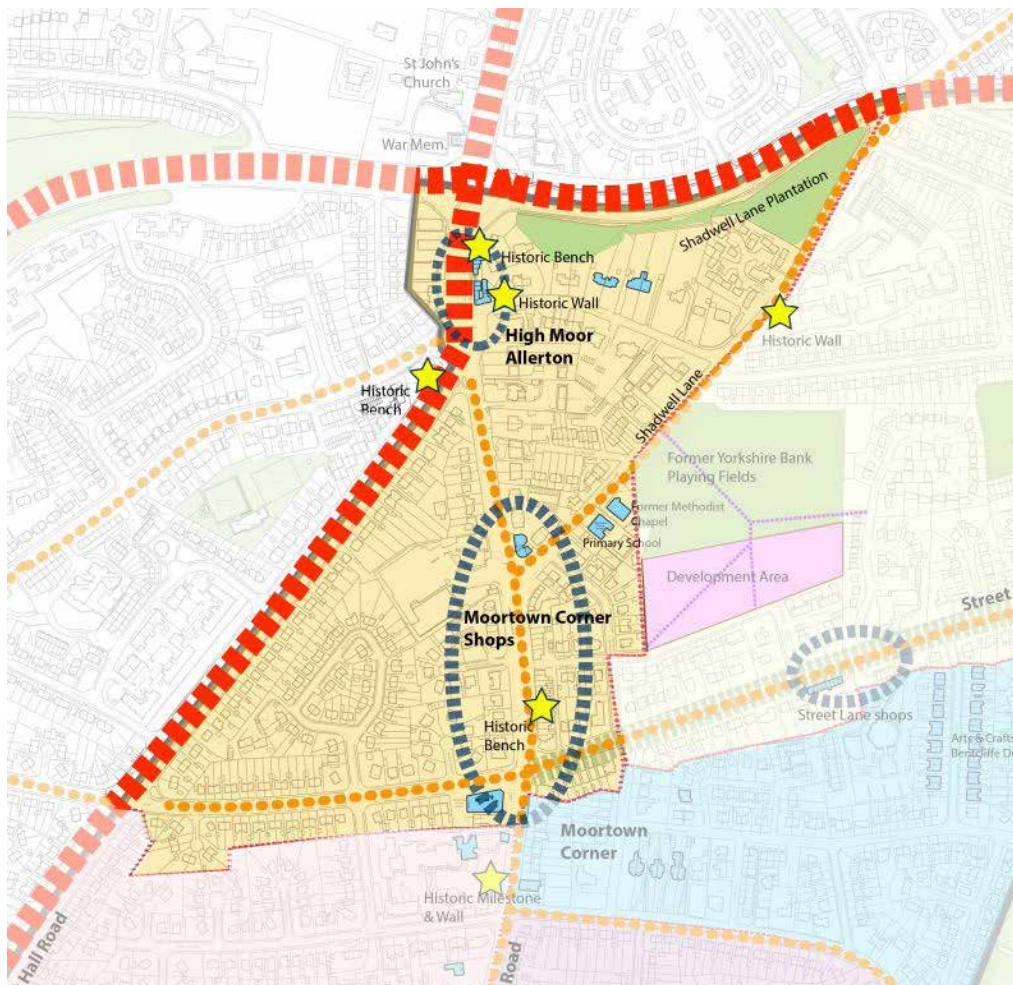 St John's
Church
War Mem.
Shadwell Lane Plantation
Historic Bench
Historic Wall
High Moor
Allerton
Historic Wall
Historic
Bench
Shadwell Lane
Former Yorkshire Bank
Playing Fields
Former Methodist
Chapel
Primary School
Development Area
Street
Moortown Corner
Shops
Historic
Bench
Street Lane shops
Arts & Crafts
Bentcliffe D
Moortown
Corner
Historic Milestone
& Wall
Hall Road
Road